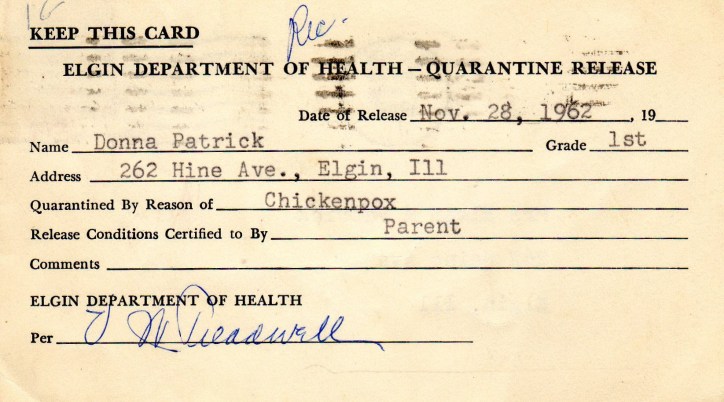 KEEP THIS CARD
Rec.
ELGIN DEPARTMENT OF HEALTH — QUARANTINE RELEASE
Date of Release Nov. 28, 1962, 19
Name Donna Patrick Grade 1st
Address 262 Hine Ave., Elgin, Ill
Quarantined By Reason of Chickenpox
Release Conditions Certified to By Parent
Comments
ELGIN DEPARTMENT OF HEALTH
Per Treadwell